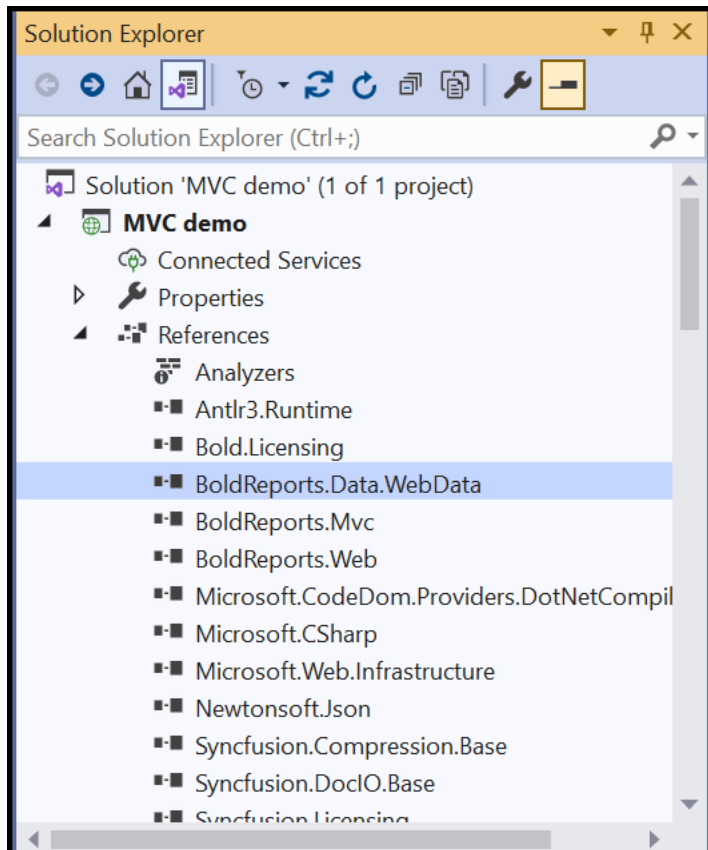 Solution Explorer
Search Solution Explorer (Ctrl+;)
Solution 'MVC demo' (1 of 1 project)
MVC demo
Connected Services
Properties
References
Analyzers
Antlr3.Runtime
Bold.Licensing
BoldReports.Data.WebData
BoldReports.Mvc
BoldReports.Web
Microsoft.CodeDom.Providers.DotNetCompil
Microsoft.CSharp
Microsoft.Web.Infrastructure
Newtonsoft.Json
Syncfusion.Compression.Base
Syncfusion.DocIO.Base
Syncfusion.Licensing